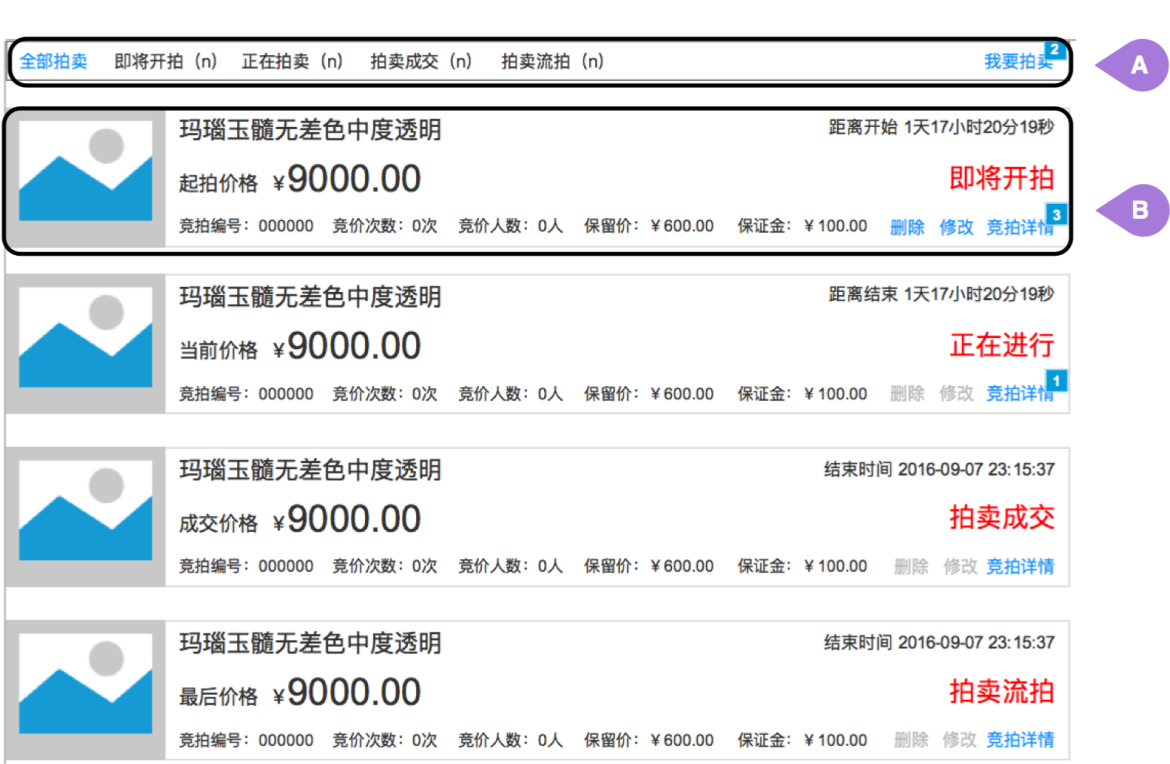 全部拍卖 即将开拍（n） 正在拍卖（n） 拍卖成交（n） 拍卖流拍（n） 我要拍卖 2
A
玛瑙玉髓无差色中度透明 距离开始 1天17小时20分19秒
起拍价格 ￥9000.00 即将开拍
B
竞拍编号：000000 竞价次数：0次 竞价人数：0人 保留价：￥600.00 保证金：￥100.00 删除 修改 竞拍详情 3
玛瑙玉髓无差色中度透明 距离结束 1天17小时20分19秒
当前价格 ￥9000.00 正在进行
竞拍编号：000000 竞价次数：0次 竞价人数：0人 保留价：￥600.00 保证金：￥100.00 删除 修改 竞拍详情 1
玛瑙玉髓无差色中度透明 结束时间 2016-09-07 23:15:37
成交价格 ￥9000.00 拍卖成交
竞拍编号：000000 竞价次数：0次 竞价人数：0人 保留价：￥600.00 保证金：￥100.00 删除 修改 竞拍详情
玛瑙玉髓无差色中度透明 结束时间 2016-09-07 23:15:37
最后价格 ￥9000.00 拍卖流拍
竞拍编号：000000 竞价次数：0次 竞价人数：0人 保留价：￥600.00 保证金：￥100.00 删除 修改 竞拍详情